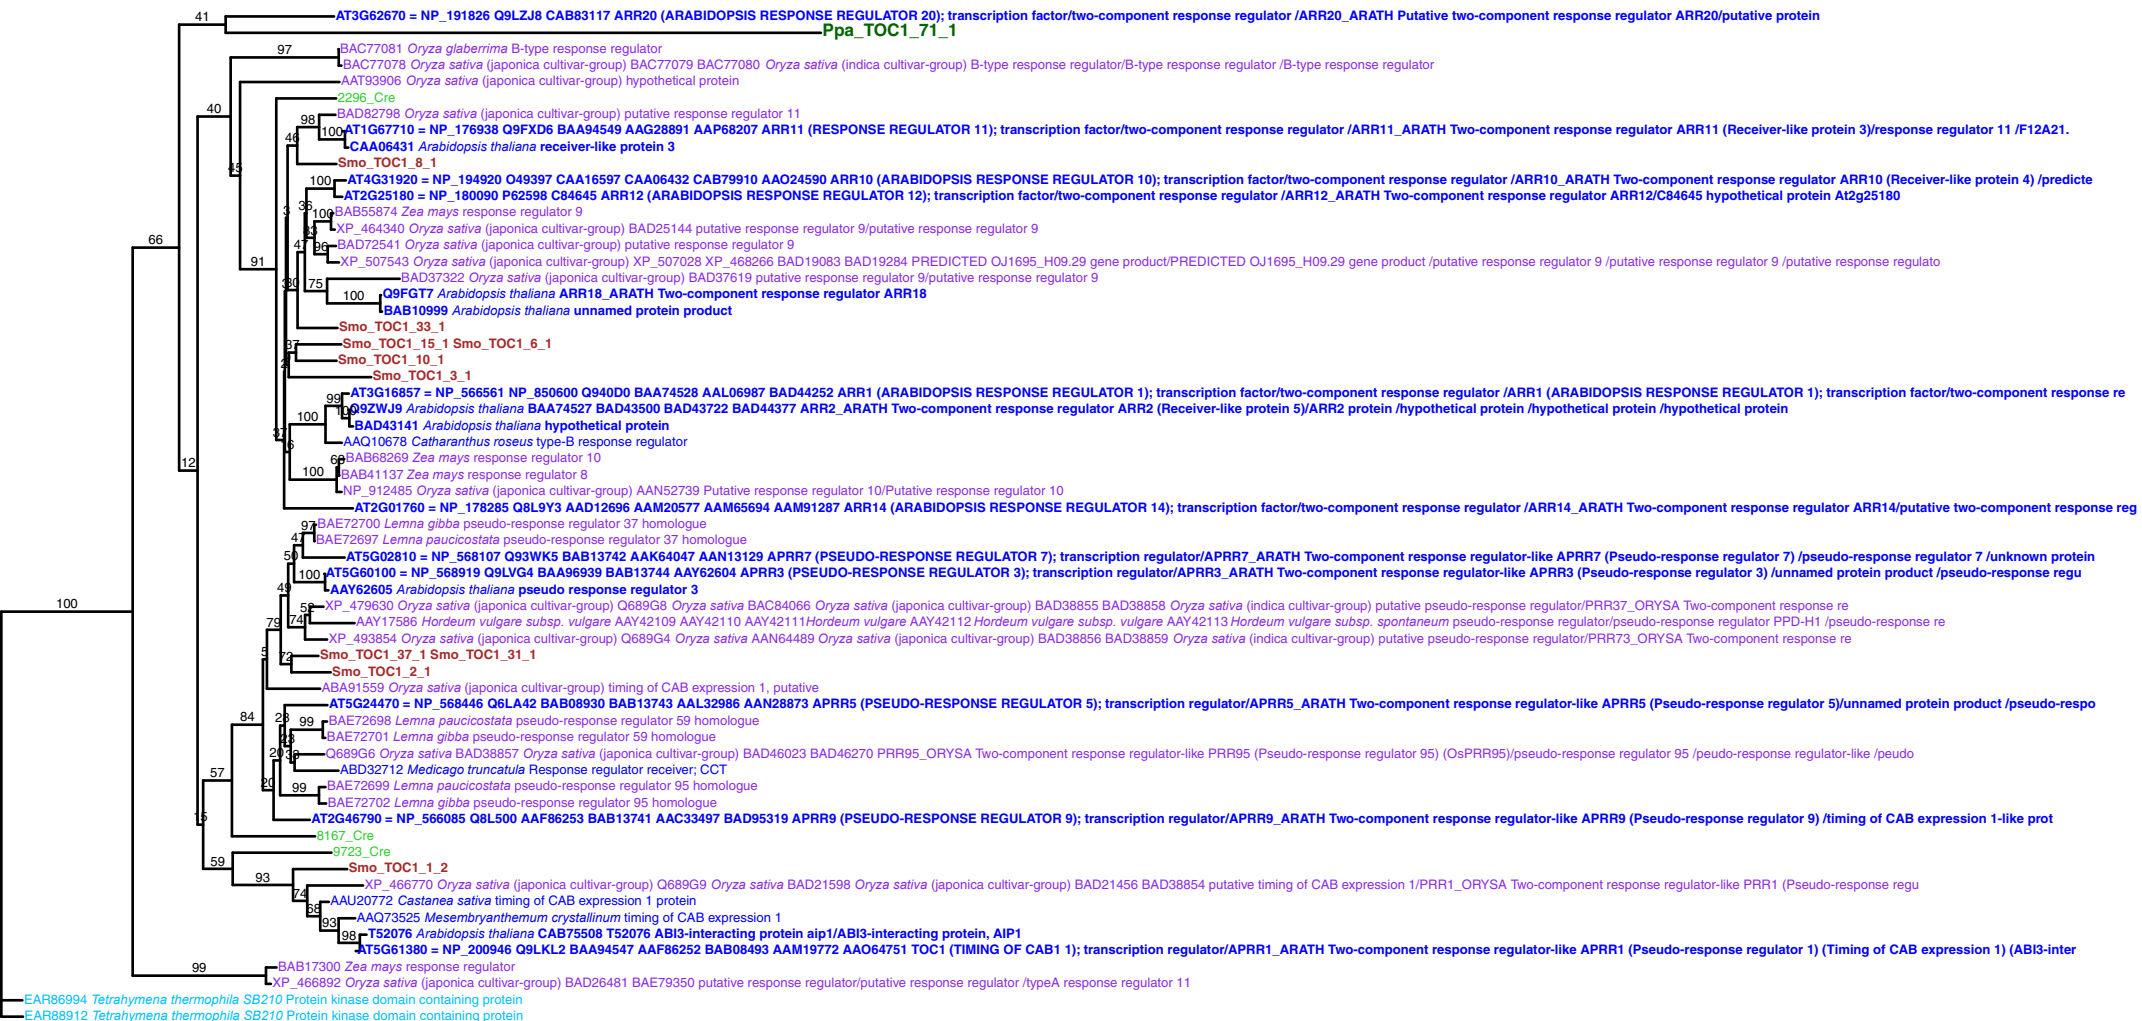 41 AT3G62670 = NP_191826 Q9LZJ8 CAB83117 ARR20 (ARABIDOPSIS RESPONSE REGULATOR 20); transcription factor/two-component response regulator /ARR20_ARATH Putative two-component response regulator ARR20/putative protein
Ppa_TOC1_71_1
97 BAC77081 Oryza glaberrima B-type response regulator
BAC77078 Oryza sativa (japonica cultivar-group) BAC77079 BAC77080 Oryza sativa (indica cultivar-group) B-type response regulator/B-type response regulator /B-type response regulator
AAT93906 Oryza sativa (japonica cultivar-group) hypothetical protein
2296_Cre
40 BAD82798 Oryza sativa (japonica cultivar-group) putative response regulator 11
98 100 AT1G67710 = NP_176938 Q9FXD6 BAA94549 AAG28891 AAP68207 ARR11 (RESPONSE REGULATOR 11); transcription factor/two-component response regulator /ARR11_ARATH Two-component response regulator ARR11 (Receiver-like protein 3)/response regulator 11 /F12A21.
46 CAA06431 Arabidopsis thaliana receiver-like protein 3
45 Smo_TOC1_8_1
100 AT4G31920 = NP_194920 O49397 CAA16597 CAA06432 CAB79910 AAO24590 ARR10 (ARABIDOPSIS RESPONSE REGULATOR 10); transcription factor/two-component response regulator /ARR10_ARATH Two-component response regulator ARR10 (Receiver-like protein 4) /predicte
AT2G25180 = NP_180090 P62598 C84645 ARR12 (ARABIDOPSIS RESPONSE REGULATOR 12); transcription factor/two-component response regulator /ARR12_ARATH Two-component response regulator ARR12/C84645 hypothetical protein At2g25180
3 36 100 BAB55874 Zea mays response regulator 9
XP_464340 Oryza sativa (japonica cultivar-group) BAD25144 putative response regulator 9/putative response regulator 9
66 47 96 BAD72541 Oryza sativa (japonica cultivar-group) putative response regulator 9
91 XP_507543 Oryza sativa (japonica cultivar-group) XP_507028 XP_468266 BAD19083 BAD19284 PREDICTED OJ1695_H09.29 gene product/PREDICTED OJ1695_H09.29 gene product /putative response regulator 9 /putative response regulator 9 /putative response regulato
75 BAD37322 Oryza sativa (japonica cultivar-group) BAD37619 putative response regulator 9/putative response regulator 9
100 Q9FGT7 Arabidopsis thaliana ARR18_ARATH Two-component response regulator ARR18
BAB10999 Arabidopsis thaliana unnamed protein product
Smo_TOC1_33_1
37 Smo_TOC1_15_1 Smo_TOC1_6_1
Smo_TOC1_10_1
Smo_TOC1_3_1
AT3G16857 = NP_566561 NP_850600 Q940D0 BAA74528 AAL06987 BAD44252 ARR1 (ARABIDOPSIS RESPONSE REGULATOR 1); transcription factor/two-component response regulator /ARR1 (ARABIDOPSIS RESPONSE REGULATOR 1); transcription factor/two-component response re
99 100 Q9ZWJ9 Arabidopsis thaliana BAA74527 BAD43500 BAD43722 BAD44377 ARR2_ARATH Two-component response regulator ARR2 (Receiver-like protein 5)/ARR2 protein /hypothetical protein /hypothetical protein /hypothetical protein
100 BAD43141 Arabidopsis thaliana hypothetical protein
AAQ10678 Catharanthus roseus type-B response regulator
BAB68269 Zea mays response regulator 10
12 100 BAB41137 Zea mays response regulator 8
NP_912485 Oryza sativa (japonica cultivar-group) AAN52739 Putative response regulator 10/Putative response regulator 10
AT2G01760 = NP_178285 Q8L9Y3 AAD12696 AAM20577 AAM65694 AAM91287 ARR14 (ARABIDOPSIS RESPONSE REGULATOR 14); transcription factor/two-component response regulator /ARR14_ARATH Two-component response regulator ARR14/putative two-component response reg
97 BAE72700 Lemna gibba pseudo-response regulator 37 homologue
47 BAE72697 Lemna paucicostata pseudo-response regulator 37 homologue
50 AT5G02810 = NP_568107 Q93WK5 BAB13742 AAK64047 AAN13129 APRR7 (PSEUDO-RESPONSE REGULATOR 7); transcription regulator/APRR7_ARATH Two-component response regulator-like APRR7 (Pseudo-response regulator 7) /pseudo-response regulator 7 /unknown protein
100 AT5G60100 = NP_568919 Q9LVG4 BAA96939 BAB13744 AAY62604 APRR3 (PSEUDO-RESPONSE REGULATOR 3); transcription regulator/APRR3_ARATH Two-component response regulator-like APRR3 (Pseudo-response regulator 3) /unnamed protein product /pseudo-response regu
49 AAY62605 Arabidopsis thaliana pseudo response regulator 3
100 52 XP_479630 Oryza sativa (japonica cultivar-group) Q689G8 Oryza sativa BAC84066 Oryza sativa (japonica cultivar-group) BAD38855 BAD38858 Oryza sativa (indica cultivar-group) putative pseudo-response regulator/PRR37_ORYSA Two-component response re
79 74 AAY17586 Hordeum vulgare subsp. vulgare AAY42109 AAY42110 AAY42111 Hordeum vulgare AAY42112 Hordeum vulgare subsp. vulgare AAY42113 Hordeum vulgare subsp. spontaneum pseudo-response regulator/pseudo-response regulator PPD-H1 /pseudo-response re
XP_493854 Oryza sativa (japonica cultivar-group) Q689G4 Oryza sativa AAN64489 Oryza sativa (japonica cultivar-group) BAD38856 BAD38859 Oryza sativa (indica cultivar-group) putative pseudo-response regulator/PRR73_ORYSA Two-component response re
5 72 Smo_TOC1_37_1 Smo_TOC1_31_1
Smo_TOC1_2_1
ABA91559 Oryza sativa (japonica cultivar-group) timing of CAB expression 1, putative
AT5G24470 = NP_568446 Q6LA42 BAB08930 BAB13743 AAL32986 AAN28873 APRR5 (PSEUDO-RESPONSE REGULATOR 5); transcription regulator/APRR5_ARATH Two-component response regulator-like APRR5 (Pseudo-response regulator 5)/unnamed protein product /pseudo-respo
84 99 BAE72698 Lemna paucicostata pseudo-response regulator 59 homologue
BAE72701 Lemna gibba pseudo-response regulator 59 homologue
20 Q689G6 Oryza sativa BAD38857 Oryza sativa (japonica cultivar-group) BAD46023 BAD46270 PRR95_ORYSA Two-component response regulator-like PRR95 (Pseudo-response regulator 95) (OsPRR95)/pseudo-response regulator 95 /peudo-response regulator-like /peudo
ABD32712 Medicago truncatula Response regulator receiver; CCT
57 20 99 BAE72699 Lemna paucicostata pseudo-response regulator 95 homologue
BAE72702 Lemna gibba pseudo-response regulator 95 homologue
15 AT2G46790 = NP_566085 Q8L500 AAF86253 BAB13741 AAC33497 BAD95319 APRR9 (PSEUDO-RESPONSE REGULATOR 9); transcription regulator/APRR9_ARATH Two-component response regulator-like APRR9 (Pseudo-response regulator 9) /timing of CAB expression 1-like prot
8167_Cre
9723_Cre
59 Smo_TOC1_1_2
93 74 XP_466770 Oryza sativa (japonica cultivar-group) Q689G9 Oryza sativa BAD21598 Oryza sativa (japonica cultivar-group) BAD21456 BAD38854 putative timing of CAB expression 1/PRR1_ORYSA Two-component response regulator-like PRR1 (Pseudo-response regu
68 AAU20772 Castanea sativa timing of CAB expression 1 protein
93 AAQ73525 Mesembryanthemum crystallinum timing of CAB expression 1
98 T52076 Arabidopsis thaliana CAB75508 T52076 ABI3-interacting protein aip1/ABI3-interacting protein, AIP1
AT5G61380 = NP_200946 Q9LKL2 BAA94547 AAF86252 BAB08493 AAM19772 AAO64751 TOC1 (TIMING OF CAB1 1); transcription regulator/APRR1_ARATH Two-component response regulator-like APRR1 (Pseudo-response regulator 1) (Timing of CAB expression 1) (ABI3-inter
99 BAB17300 Zea mays response regulator
XP_466892 Oryza sativa (japonica cultivar-group) BAD26481 BAE79350 putative response regulator/putative response regulator /typeA response regulator 11
EAR86994 Tetrahymena thermophila SB210 Protein kinase domain containing protein
EAR88912 Tetrahymena thermophila SB210 Protein kinase domain containing protein